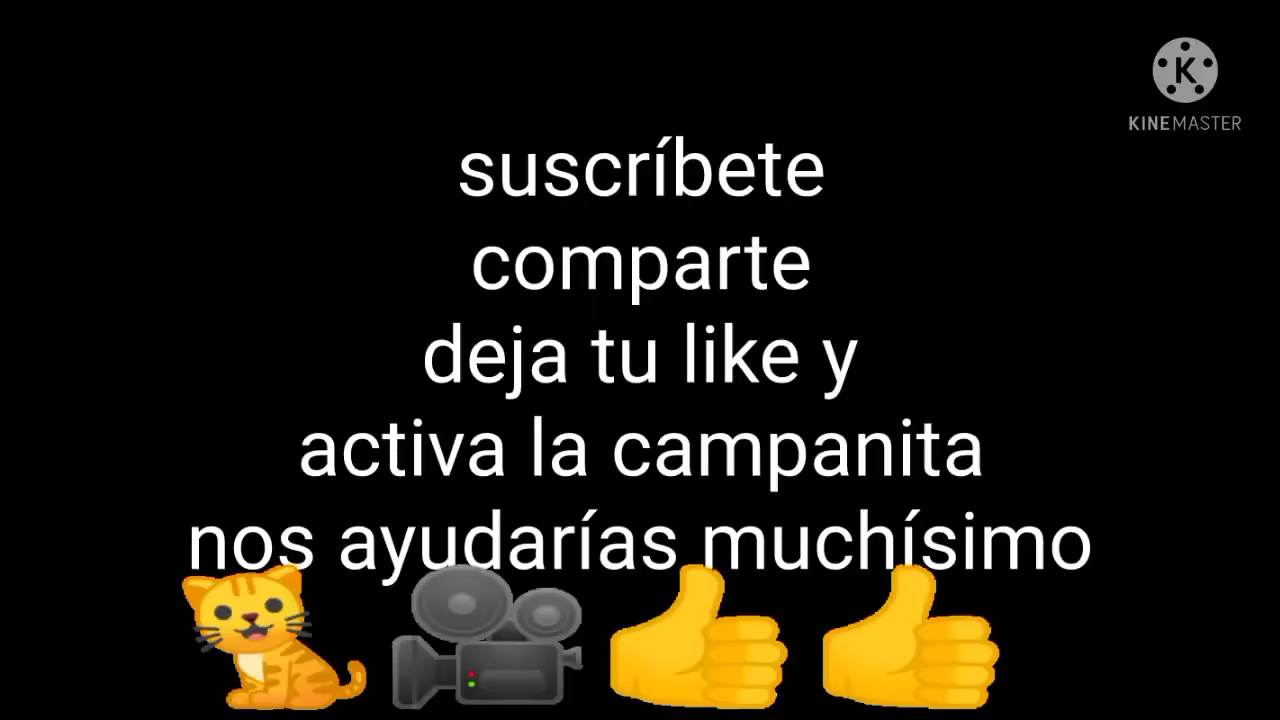 K
KINEMASTER
suscríbete
comparte
deja tu like y
activa la campanita
nos ayudarías muchísimo